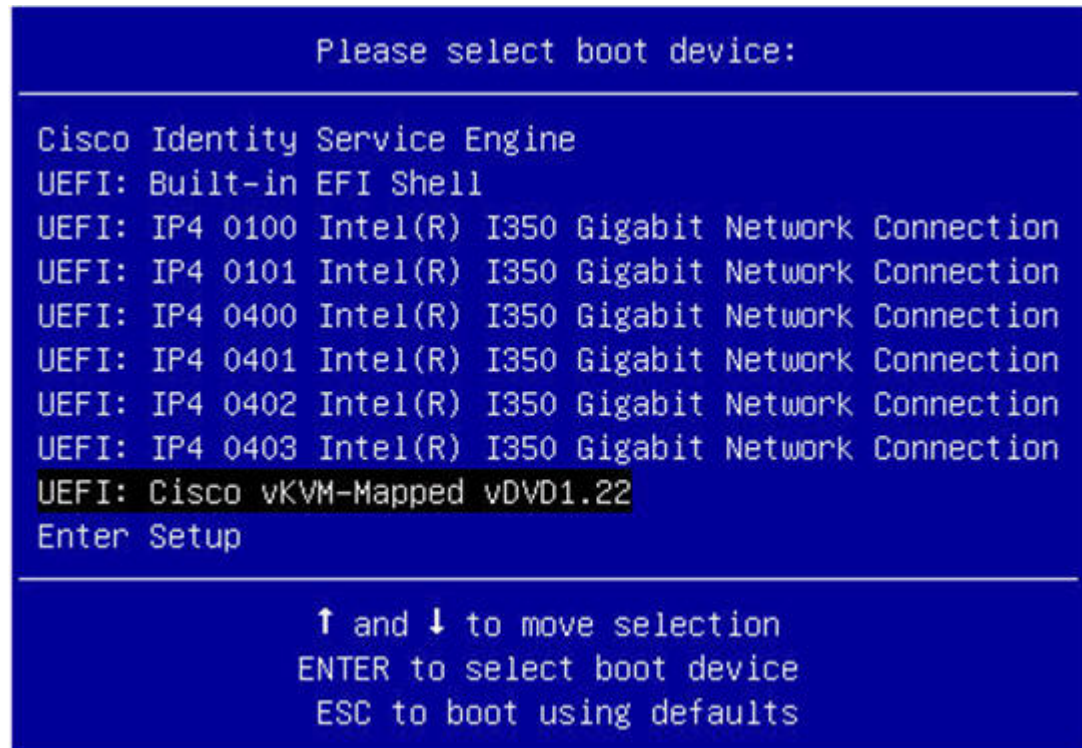 Please select boot device:
Cisco Identity Service Engine
UEFI: Built-in EFI Shell
UEFI: IP4 0100 Intel(R) I350 Gigabit Network Connection
UEFI: IP4 0101 Intel(R) I350 Gigabit Network Connection
UEFI: IP4 0400 Intel(R) I350 Gigabit Network Connection
UEFI: IP4 0401 Intel(R) I350 Gigabit Network Connection
UEFI: IP4 0402 Intel(R) I350 Gigabit Network Connection
UEFI: IP4 0403 Intel(R) I350 Gigabit Network Connection
UEFI: Cisco vKVM-Mapped vDVD1.22
Enter Setup
↑ and ↓ to move selection
ENTER to select boot device
ESC to boot using defaults